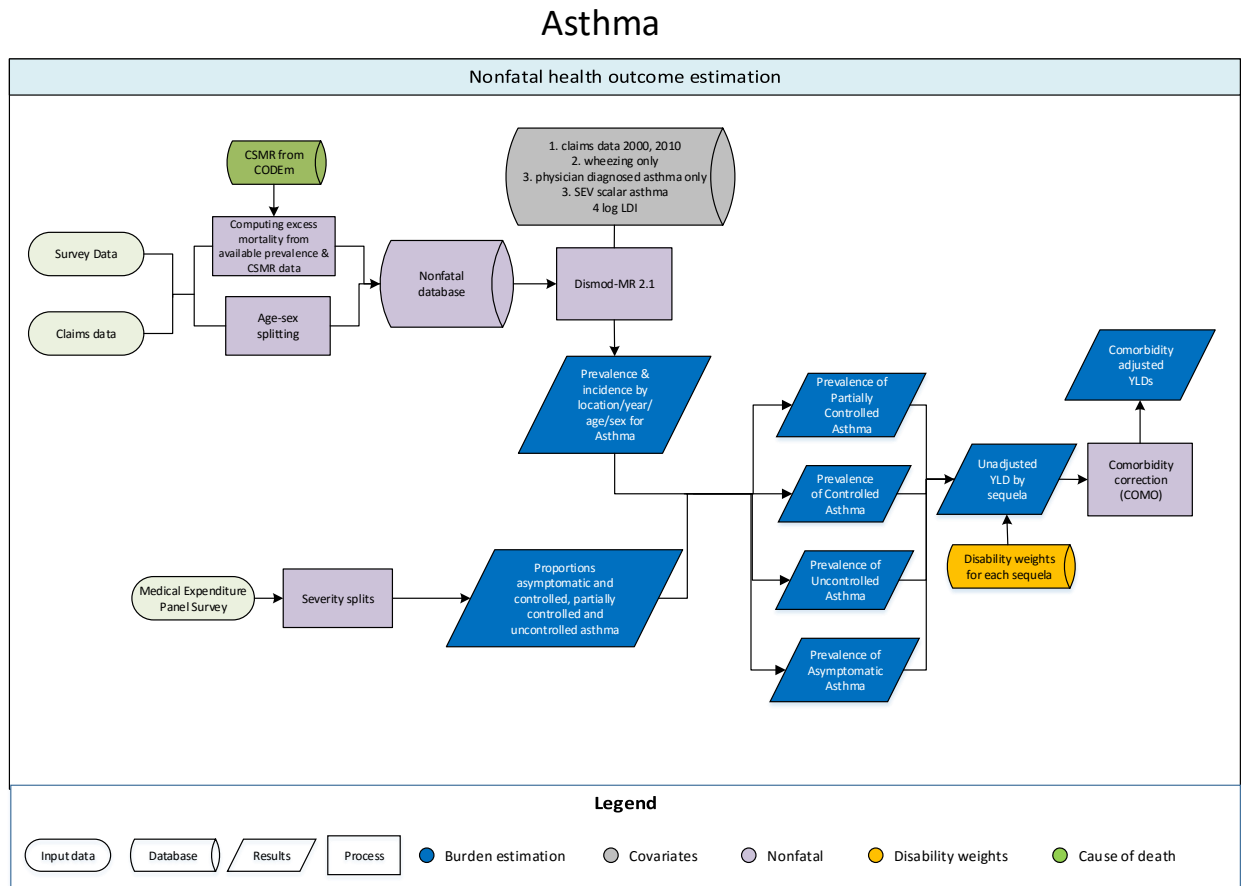 Asthma
Nonfatal health outcome estimation
CSMR from
CODEm
1. claims data 2000, 2010
2. wheezing only
3. physician diagnosed asthma only
3. SEV scalar asthma
4 log LDI
Survey Data
Claims data
Computing excess
mortality from
available prevalence &
CSMR data
Age-sex
splitting
Nonfatal
database
Dismod-MR 2.1
Prevalence &
incidence by
location/year/
age/sex for
Asthma
Prevalence of
Partially
Controlled
Asthma
Prevalence
of Controlled
Asthma
Prevalence of
Uncontrolled
Asthma
Prevalence of
Asymptomatic
Asthma
Unadjusted
YLD by
sequela
Disability weights
for each sequela
Comorbidity
adjusted
YLDs
Comorbidity
correction
(COMO)
Medical Expenditure
Panel Survey
Severity splits
Proportions
asymptomatic and
controlled, partially
controlled and
uncontrolled asthma
Legend
Input data
Database
Results
Process
Burden estimation
Covariates
Nonfatal
Disability weights
Cause of death